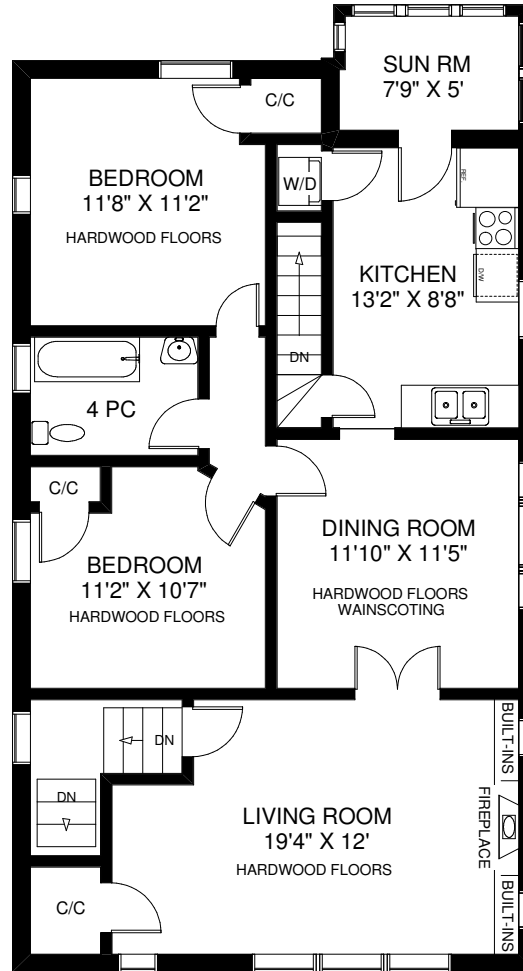 SUN RM
7'9" X 5'
C/C
BEDROOM
11'8" X 11'2"
HARDWOOD FLOORS
W/D
REF
D/W
KITCHEN
13'2" X 8'8"
DN
4 PC
C/C
BEDROOM
11'2" X 10'7"
HARDWOOD FLOORS
DINING ROOM
11'10" X 11'5"
HARDWOOD FLOORS
WAINSCOTING
DN
DN
LIVING ROOM
19'4" X 12'
HARDWOOD FLOORS
BUILT-INS
FIREPLACE
BUILT-INS
C/C